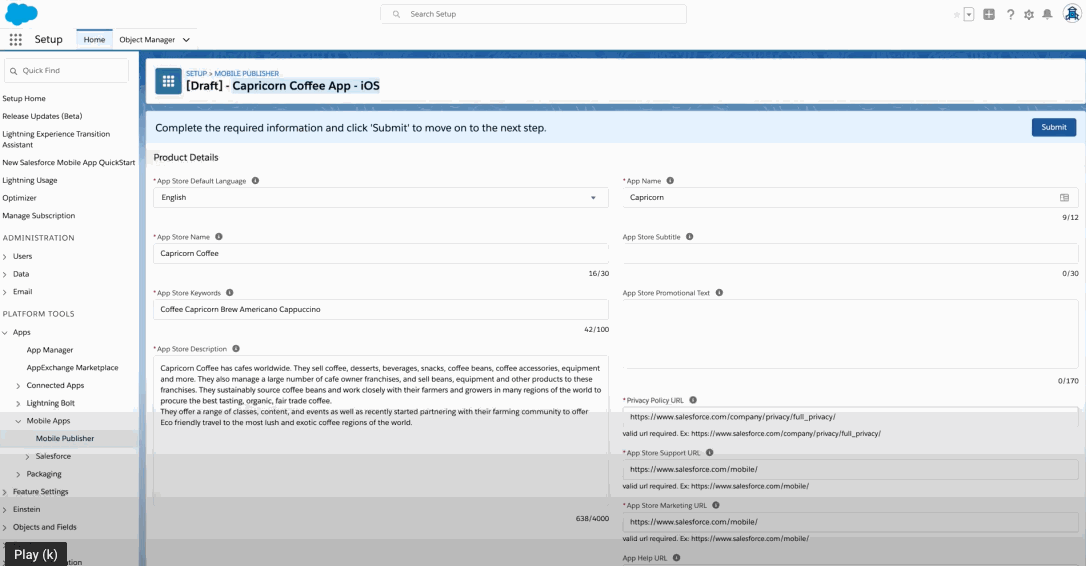 Search Setup
Setup
Home
Object Manager
Quick Find
Setup Home
Release Updates (Beta)
Lightning Experience Transition
Assistant
New Salesforce Mobile App QuickStart
Lightning Usage
Optimizer
Manage Subscription
ADMINISTRATION
Users
Data
Email
PLATFORM TOOLS
Apps
App Manager
AppExchange Marketplace
Connected Apps
Lightning Bolt
Mobile Apps
Mobile Publisher
Salesforce
Packaging
Feature Settings
Einstein
Objects and Fields
Play (k)
tion
SETUP > MOBILE PUBLISHER
[Draft] - Capricorn Coffee App - iOS
Complete the required information and click 'Submit' to move on to the next step.
Submit
Product Details
* App Store Default Language
English
* App Name
Capricorn
9/12
* App Store Name
Capricorn Coffee
16/30
App Store Subtitle
0/30
* App Store Keywords
Coffee Capricorn Brew Americano Cappuccino
42/100
App Store Promotional Text
0/170
* App Store Description
Capricorn Coffee has cafes worldwide. They sell coffee, desserts, beverages, snacks, coffee beans, coffee accessories, equipment
and more. They also manage a large number of cafe owner franchises, and sell beans, equipment and other products to these
franchises. They sustainably source coffee beans and work closely with their farmers and growers in many regions of the world to
procure the best tasting, organic, fair trade coffee.
They offer a range of classes, content, and events as well as recently started partnering with their farming community to offer
Eco friendly travel to the most lush and exotic coffee regions of the world.
638/4000
* Privacy Policy URL
https://www.salesforce.com/company/privacy/full_privacy/
valid url required. Ex: https://www.salesforce.com/company/privacy/full_privacy/
* App Store Support URL
https://www.salesforce.com/mobile/
valid url required. Ex: https://www.salesforce.com/mobile/
* App Store Marketing URL
https://www.salesforce.com/mobile/
valid url required. Ex: https://www.salesforce.com/mobile/
App Help URL